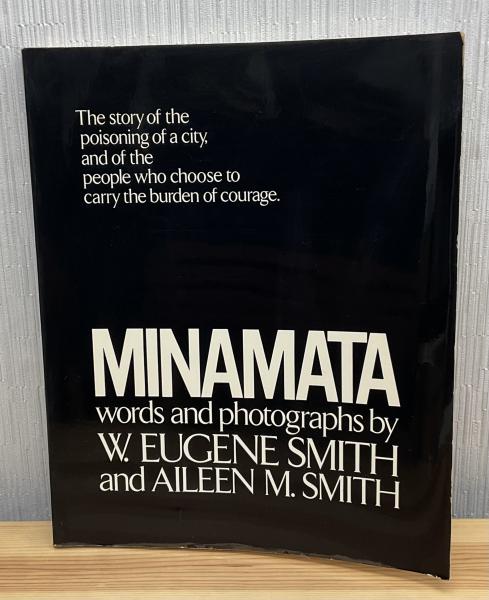 The story of the
poisoning of a city,
and of the
people who choose to
carry the burden of courage.
MINAMATA
words and photographs by
W. EUGENE SMITH
and AILEEN M. SMITH